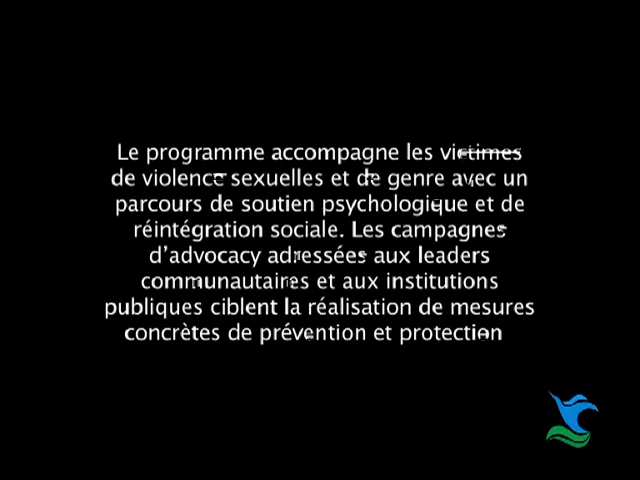 Le programme accompagne les victimes
de violence sexuelles et de genre avec un
parcours de soutien psychologique et de
réintégration sociale. Les campagnes
d'advocacy adressées aux leaders
communautaires et aux institutions
publiques ciblent la réalisation de mesures
concrètes de prévention et protection